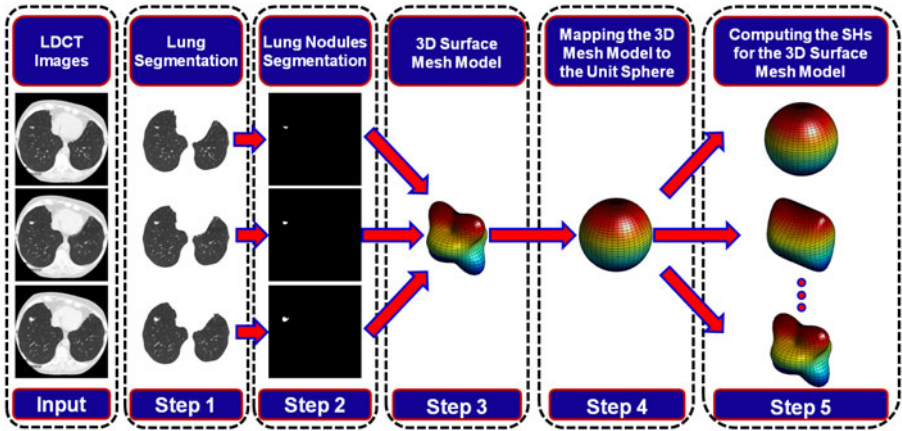 LDCT
Images
Lung
Segmentation
Lung Nodules
Segmentation
3D Surface
Mesh Model
Mapping the 3D
Mesh Model to
the Unit Sphere
Computing the SHs
for the 3D Surface
Mesh Model
Input
Step 1
Step 2
Step 3
Step 4
Step 5